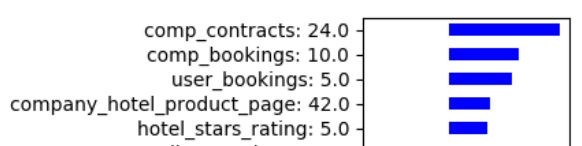 comp_contracts: 24.0
comp_bookings: 10.0
user_bookings: 5.0
company_hotel_product_page: 42.0
hotel_stars_rating: 5.0